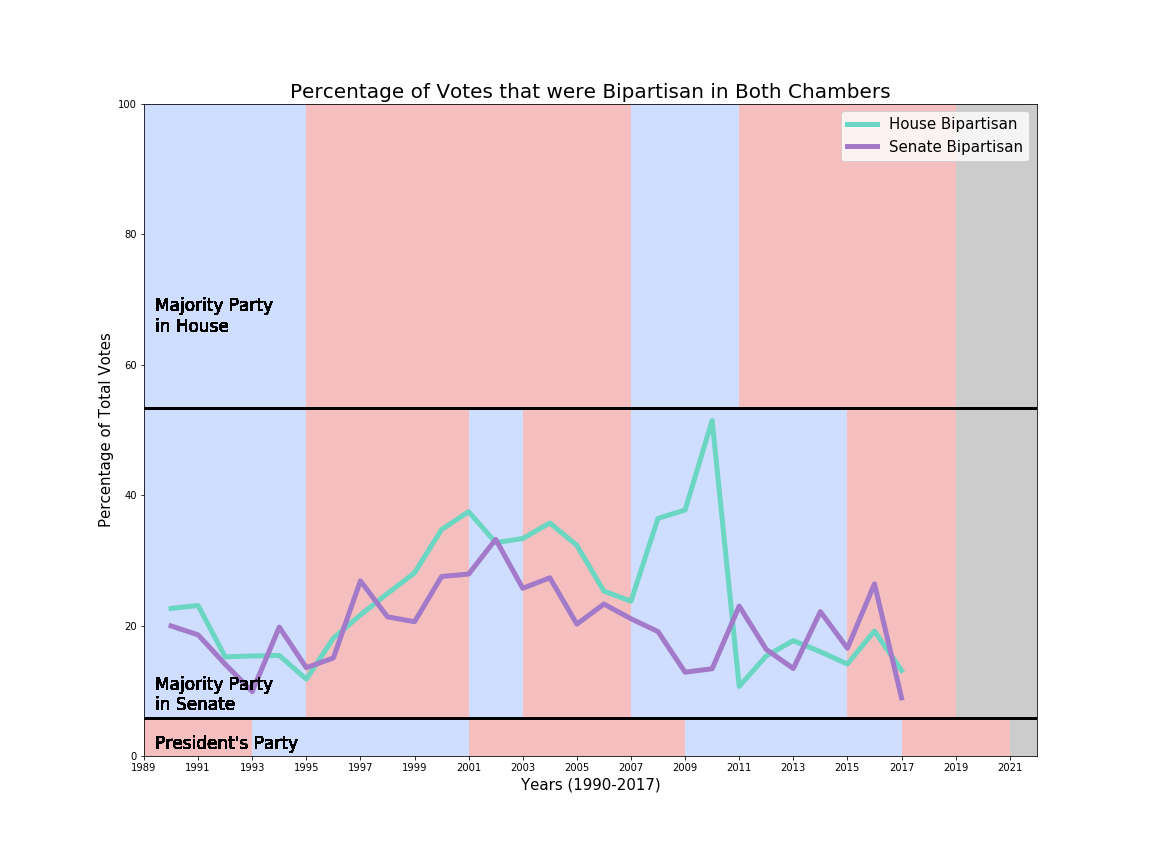 Percentage of Votes that were Bipartisan in Both Chambers
100
House Bipartisan
Senate Bipartisan
80
Majority Party
in House
60
Percentage of Total Votes
40
20
Majority Party
in Senate
President's Party
0
1989 1991 1993 1995 1997 1999 2001 2003 2005 2007 2009 2011 2013 2015 2017 2019 2021
Years (1990-2017)